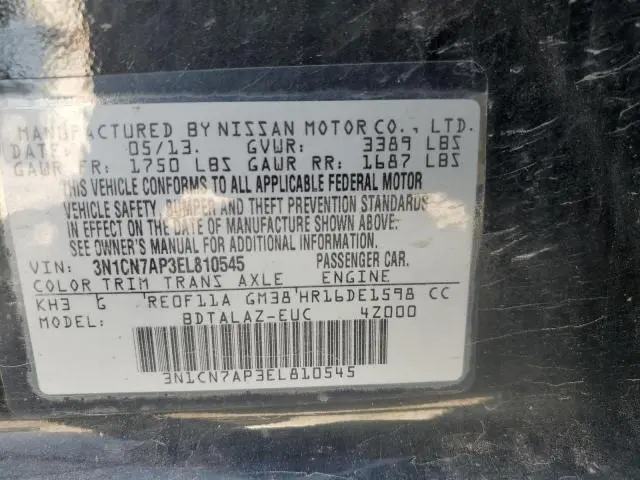 MANUFACTURED BY NISSAN MOTOR CO., LTD.
DATE: 05/13. GVWR: 3389 LBS
GAWR FR: 1750 LBS GAWR RR: 1687 LBS
THIS VEHICLE CONFORMS TO ALL APPLICABLE FEDERAL MOTOR
VEHICLE SAFETY, BUMPER AND THEFT PREVENTION STANDARDS
IN EFFECT ON THE DATE OF MANUFACTURE SHOWN ABOVE.
SEE OWNER'S MANUAL FOR ADDITIONAL INFORMATION.
VIN: 3N1CN7AP3EL810545 PASSENGER CAR.
COLOR TRIM TRANS AXLE ENGINE
KH3 G RE0F11A GM38 HR16DE1598 CC
MODEL: BDTALAZ-EUC 4Z000
3N1CN7AP3EL810545